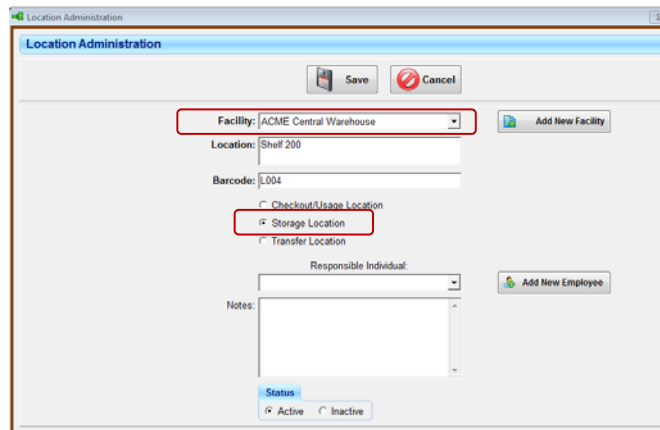 Location Administration
Location Administration
Save Cancel
Facility: ACME Central Warehouse Add New Facility
Location: Shelf 200
Barcode: L004
Checkout/Usage Location
Storage Location
Transfer Location
Responsible Individual:
Add New Employee
Notes:
Status
Active Inactive